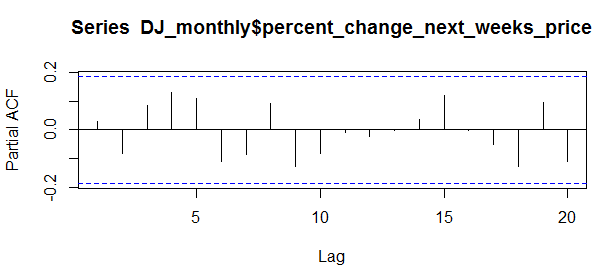 Series DJ_monthly$percent_change_next_weeks_price
Partial ACF
0.2
0.0
-0.2
5
10
15
20
Lag